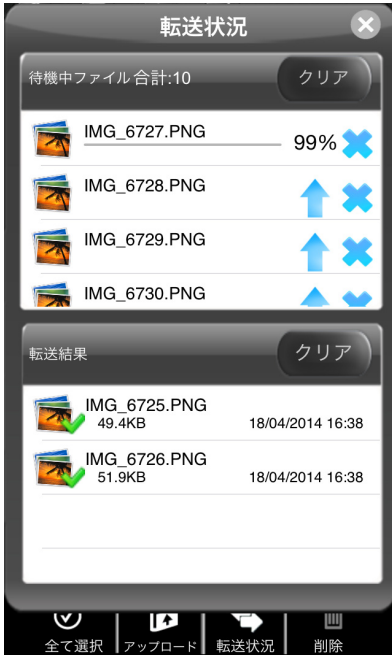 転送状況
待機中ファイル合計:10
クリア
IMG_6727.PNG
99%
IMG_6728.PNG
IMG_6729.PNG
IMG_6730.PNG
転送結果
クリア
IMG_6725.PNG
49.4KB
18/04/2014 16:38
IMG_6726.PNG
51.9KB
18/04/2014 16:38
全て選択
アップロード
転送状況
削除